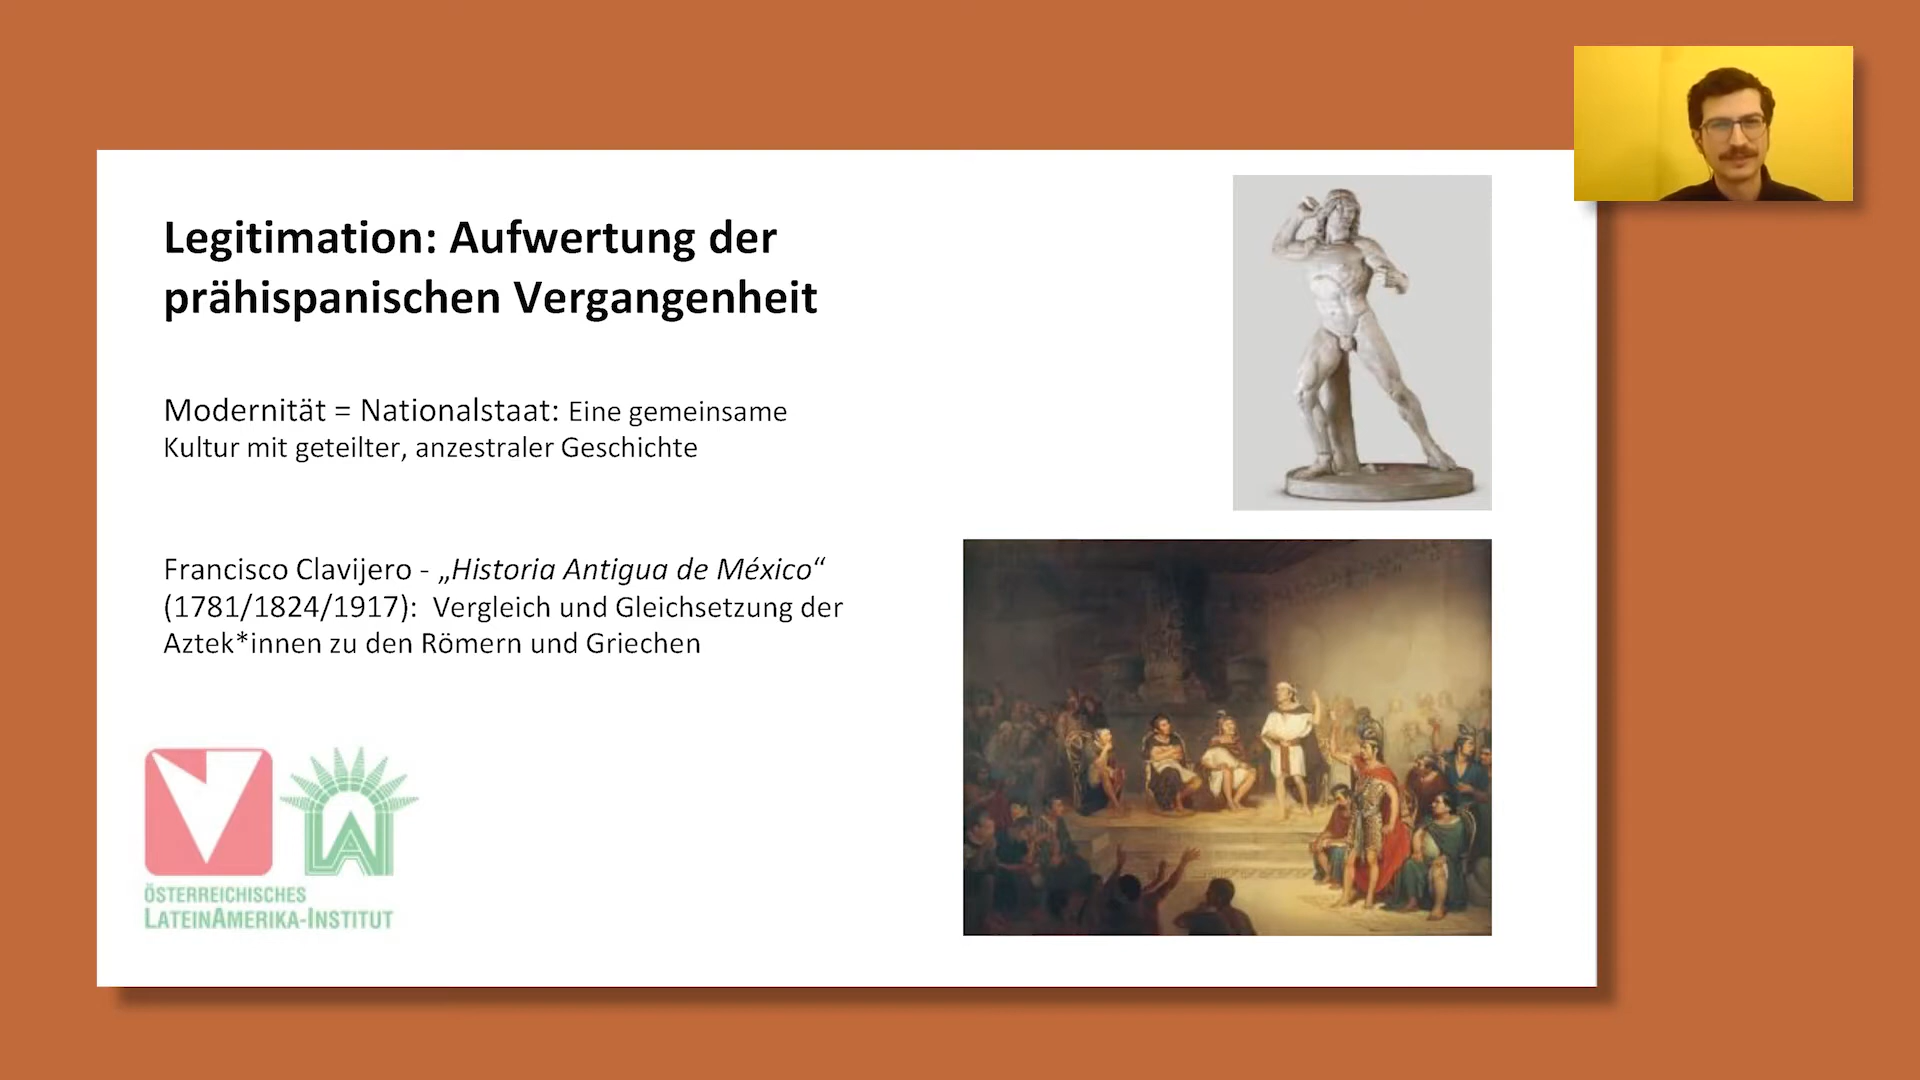 Legitimation: Aufwertung der
prähispanischen Vergangenheit
Modernität = Nationalstaat: Eine gemeinsame
Kultur mit geteilter, anzestraler Geschichte
Francisco Clavijero - „Historia Antigua de México“
(1781/1824/1917): Vergleich und Gleichsetzung der
Aztek*innen zu den Römern und Griechen
LAI
ÖSTERREICHISCHES
LATEINAMERIKA-INSTITUT